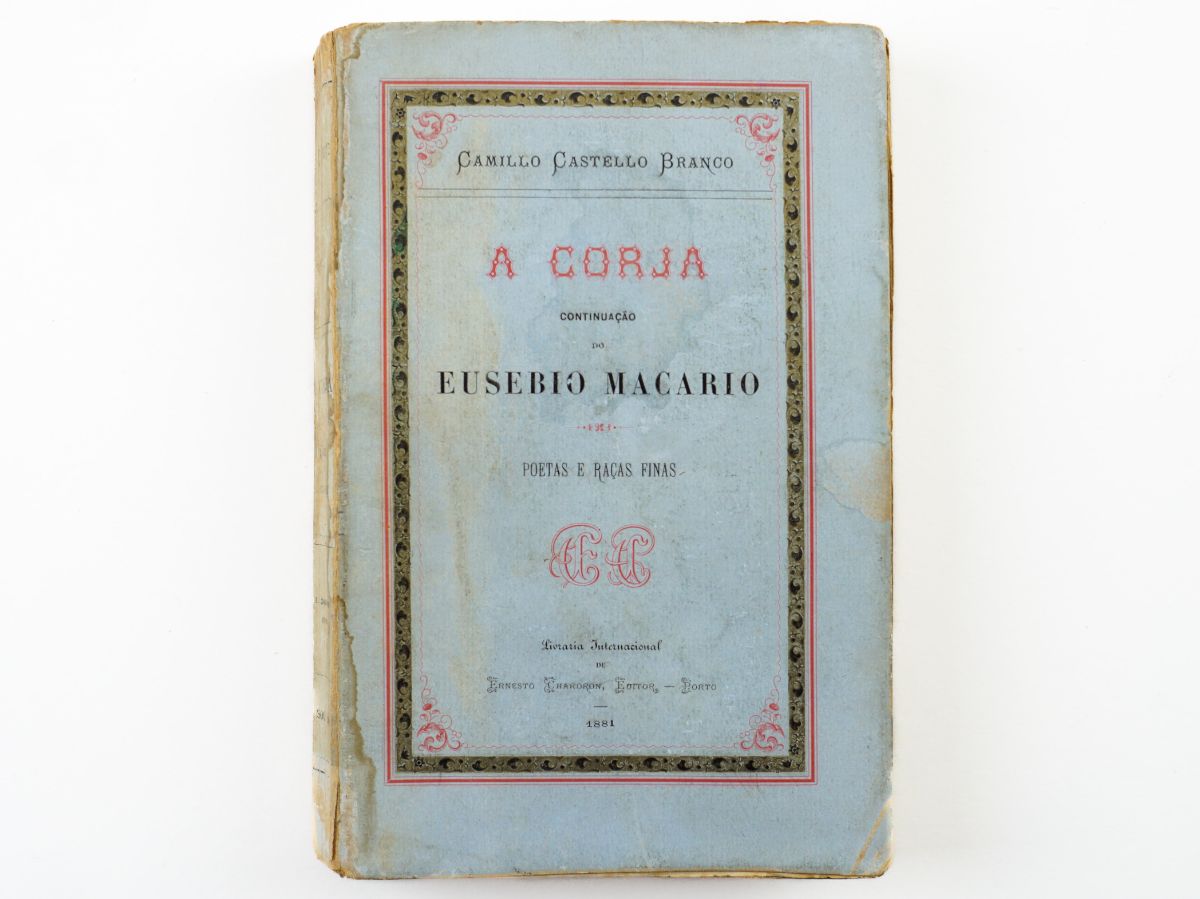 CAMILLO CASTELLO BRANCO
A CORJA
CONTINUAÇÃO
DO
EUSEBIO MACARIO
POETAS E RAÇAS FINAS
Livraria Internacional
DE
ERNESTO CHARDRON, EDITOR, — PORTO
1881